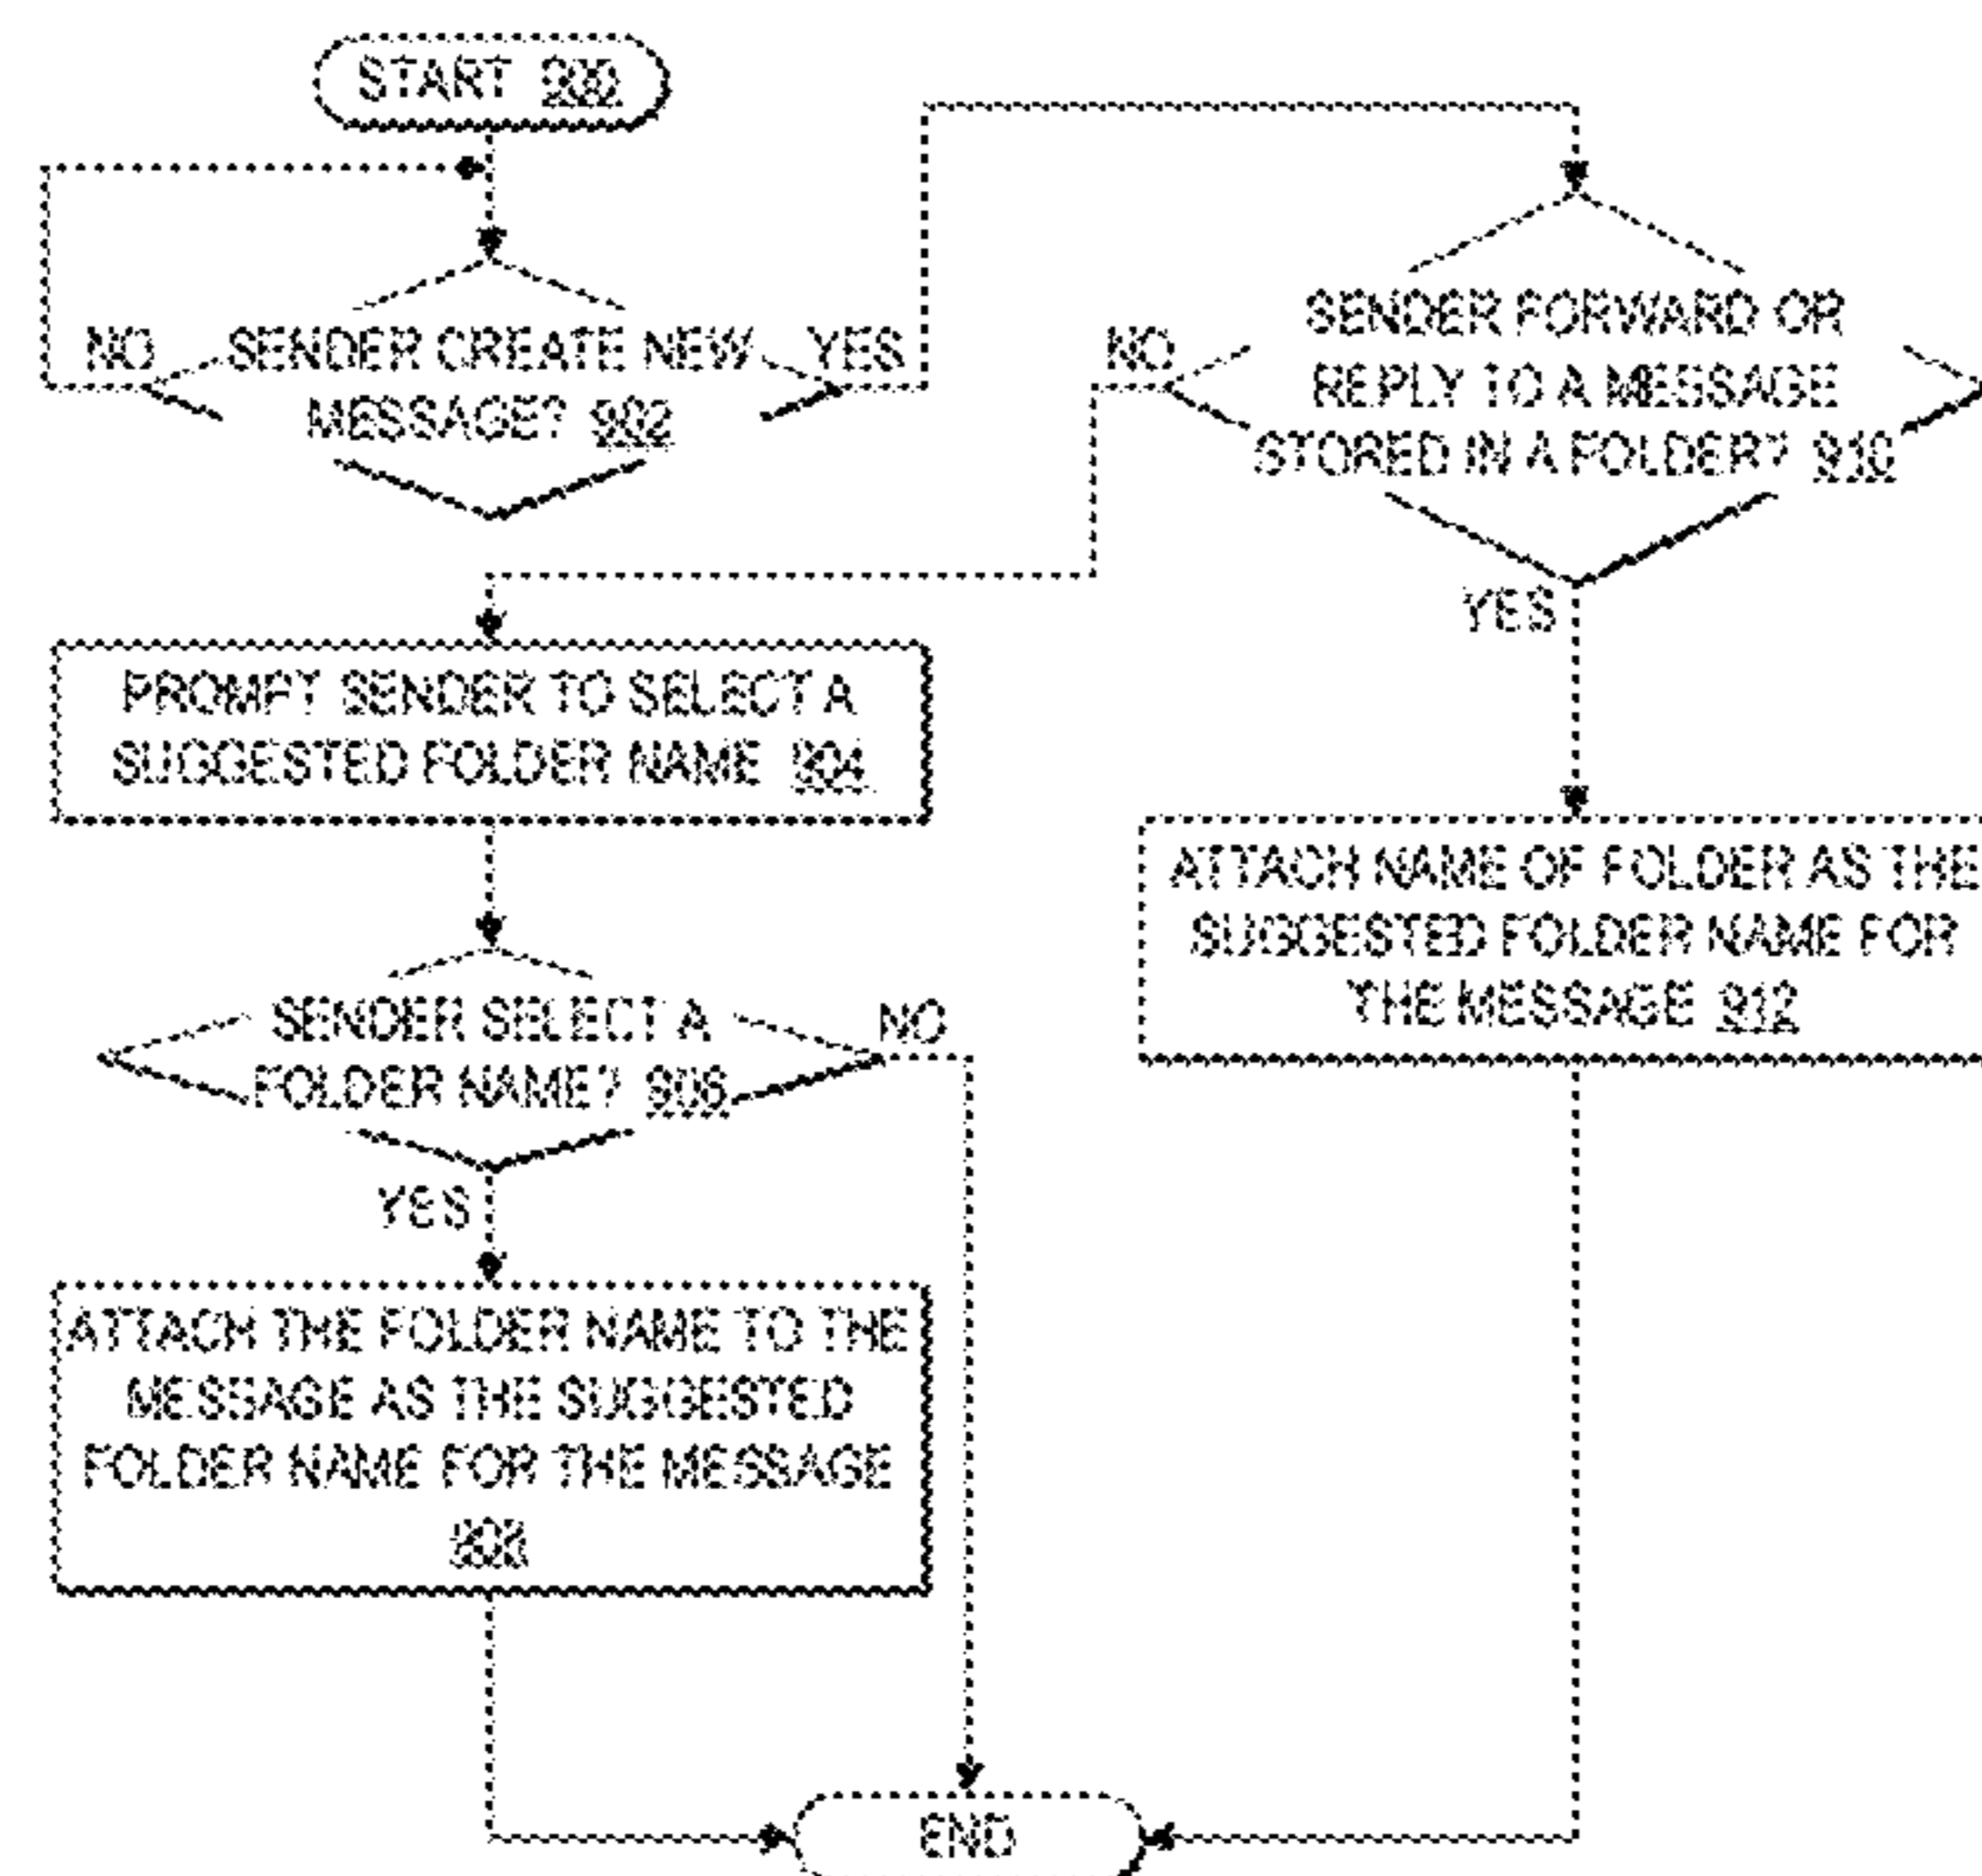 START 900
NO
SENDER CREATE NEW
MESSAGE? 902
YES
NO
SENDER FORWARD OR
REPLY TO A MESSAGE
STORED IN A FOLDER? 910
YES
PROMPT SENDER TO SELECT A
SUGGESTED FOLDER NAME 904
ATTACH NAME OF FOLDER AS THE
SUGGESTED FOLDER NAME FOR
THE MESSAGE 912
SENDER SELECT A
FOLDER NAME? 906
NO
YES
ATTACH THE FOLDER NAME TO THE
MESSAGE AS THE SUGGESTED
FOLDER NAME FOR THE MESSAGE
908
END